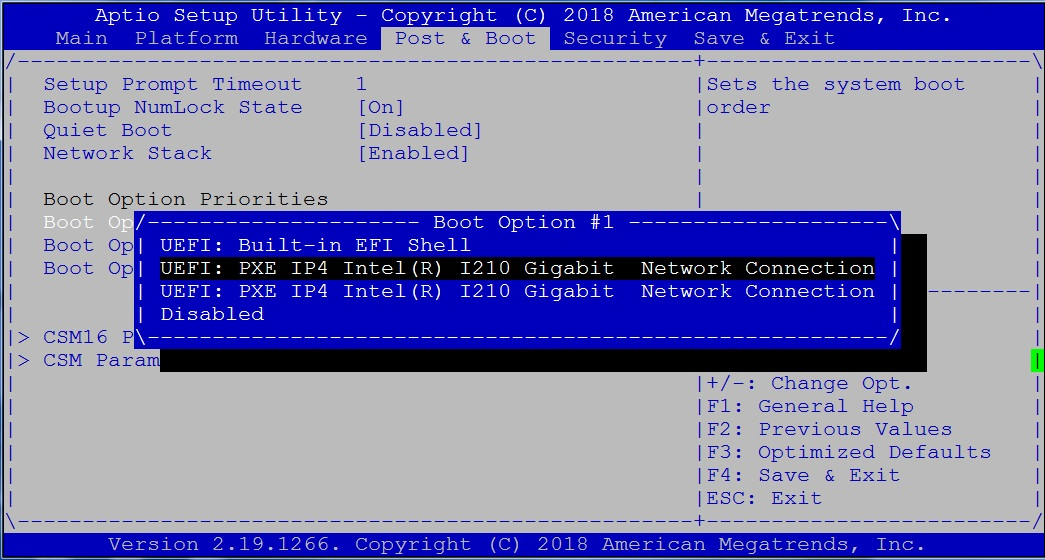 Aptio Setup Utility – Copyright (C) 2018 American Megatrends, Inc.
Main Platform Hardware Post & Boot Security Save & Exit
/----------------------------------------------------+-------------------------\
| Setup Prompt Timeout 1 |Sets the system boot |
| Bootup NumLock State [On] |order |
| Quiet Boot [Disabled] | |
| Network Stack [Enabled] | |
| | |
| Boot Option Priorities | |
| Boot Op/--------------------- Boot Option #1 --------------------\ |
| Boot Op| UEFI: Built-in EFI Shell | |
| Boot Op| UEFI: PXE IP4 Intel(R) I210 Gigabit Network Connection | |
| | UEFI: PXE IP4 Intel(R) I210 Gigabit Network Connection | --------|
| | Disabled | |
|> CSM16 P\---------------------------------------------------------/ |
|> CSM Param |
| |+/-: Change Opt. |
| |F1: General Help |
| |F2: Previous Values |
| |F3: Optimized Defaults |
| |F4: Save & Exit |
| |ESC: Exit |
\----------------------------------------------------+-------------------------/
Version 2.19.1266. Copyright (C) 2018 American Megatrends, Inc.